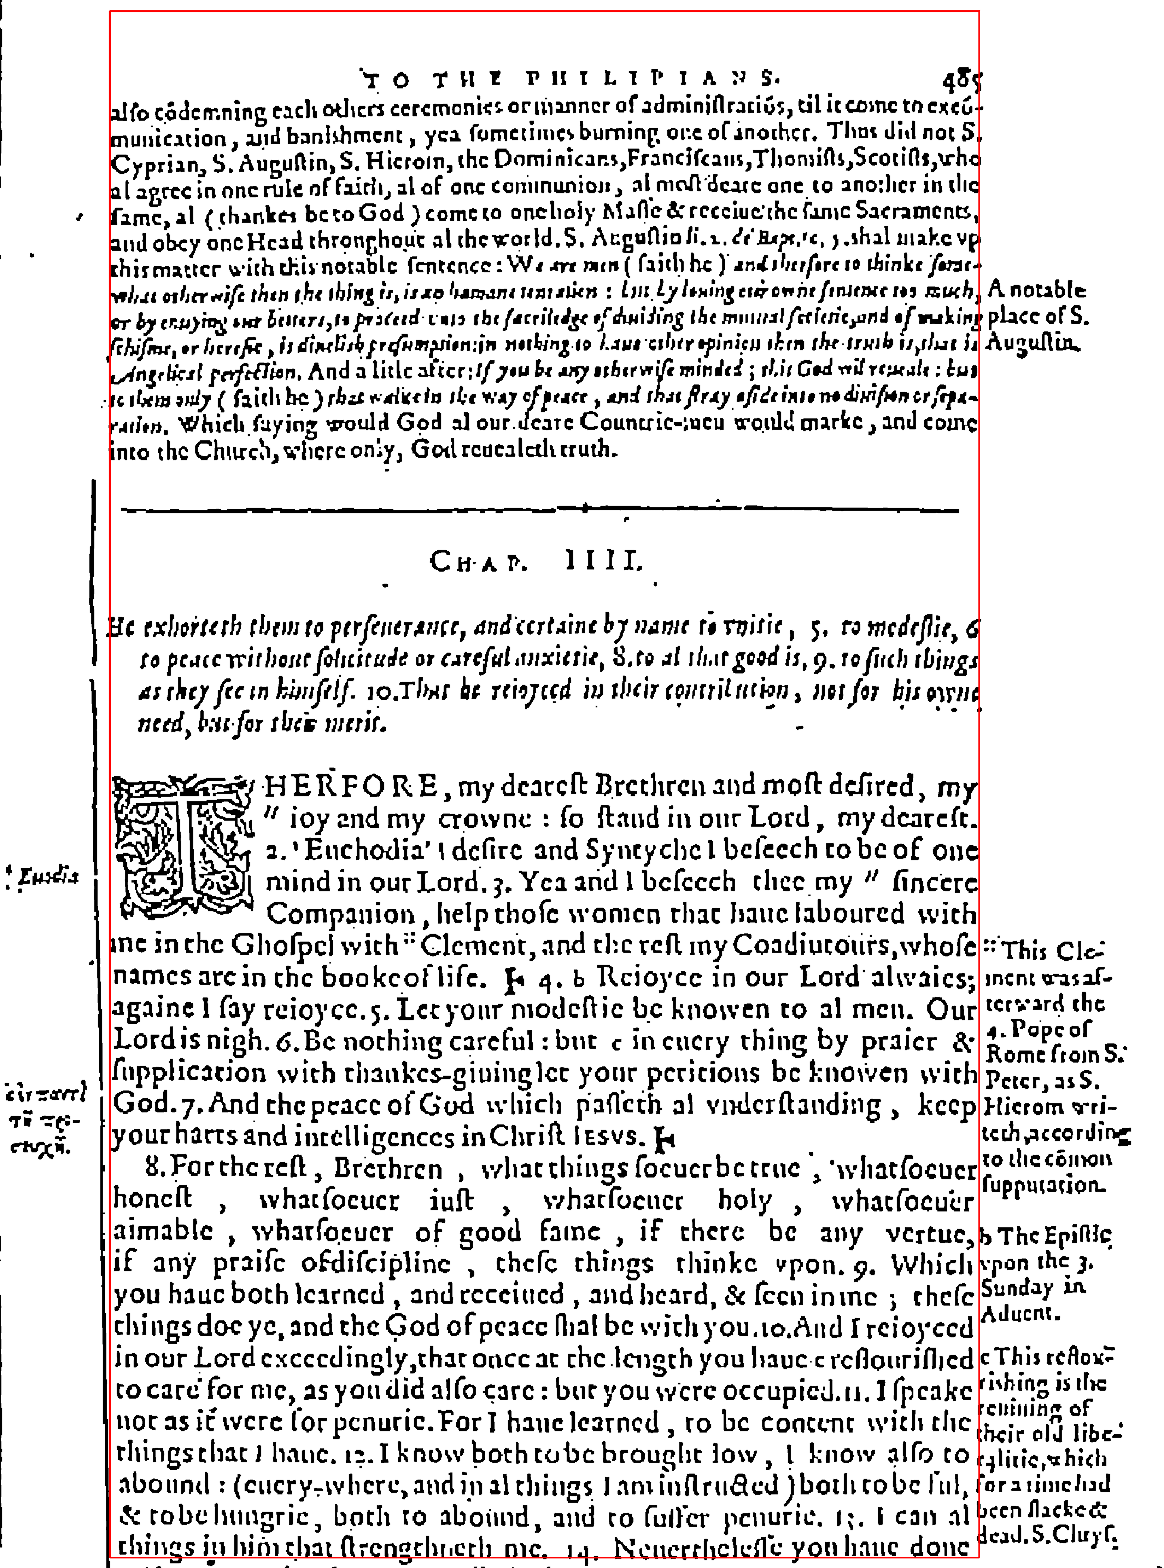 TO THE PHILIPIANS. 485
alſo cõdemning each others ceremonies or manner of adminiſtratiõs, til it come to excõ-
munication, and baniſhment, yea ſometimes burning one of another. Thus did not S.
Cyprian, S. Auguſtin, S. Hierom, the Dominicans, Franciſcans, Thomiſts, Scotiſts, who
al agree in one rule of faith, al of one communion, al moſt deare one to another in the
ſame, al (thankes be to God) come to one holy Maſſe & receiue the ſame Sacraments,
and obey one Head throughout al the world. S. Auguſtin li. 2. de Bapt. c. 5. shal make vp
this matter with this notable ſentence: We are men (ſaith he) and therfore to thinke ſome-
what otherwiſe then the thing is, is an humane tentation: but by louing our owne ſentence too much,
or by enuying our betters, to proceed vnto the ſacriledge of diuiding the mutual ſocietie, and of making
ſchiſme, or hereſie, is diuelish preſumption: in nothing to haue other opinion then the truth is, that is
Angelical perfection. And a litle after: If you be any otherwiſe minded; this God wil reueale: but
to them only (ſaith he) that walke in the way of peace, and that ſtray aſide into no diuiſion or ſepa-
ration. Which ſaying would God al our deare Countrie-men would marke, and come
into the Church, where only, God reuealeth truth.
A notable
place of S.
Auguſtin.
CHAP. IIII.
He exhorteth them to perſeuerance, and certaine by name to vnitie, 5. to modeſtie, 6
to peace without ſolicitude or careful anxietie, 8. to al that good is, 9. to ſuch things
as they ſee in himſelf. 10. That he reioyced in their contribution, not for his owne
need, but for their merit.
THERFORE, my deareſt Brethren and moſt deſired, my
" ioy and my crowne: ſo ſtand in our Lord, my deareſt.
2. 'Euchodia' I deſire and Syntyche I beſeech to be of one
mind in our Lord. 3. Yea and I beſeech thee my " ſincere
Companion, help thoſe women that haue laboured with
me in the Ghoſpel with :: Clement, and the reſt my Coadiutours, whoſe
names are in the booke of life. 4. b Reioyce in our Lord alwaies;
againe I ſay reioyce. 5. Let your modeſtie be knowen to al men. Our
Lord is nigh. 6. Be nothing careful: but c in euery thing by praier &
ſupplication with thankes-giuing let your petitions be knowen with
God. 7. And the peace of God which paſſeth al vnderſtanding, keep
your harts and intelligences in Chriſt IESVS.
8. For the reſt, Brethren, what things ſoeuer be true, whatſoeuer
honeſt, whatſoeuer iuſt, whatſoeuer holy, whatſoeuer
aimable, whatſoeuer of good fame, if there be any vertue,
if any praiſe of diſcipline, theſe things thinke vpon. 9. Which
you haue both learned, and receiued, and heard, & ſeen in me; theſe
things doe ye, and the God of peace ſhal be with you. 10. And I reioyced
in our Lord exceedingly, that once at the length you haue c reflouriſhed
to care for me, as you did alſo care: but you were occupied. 11. I ſpeake
not as it were for penurie. For I haue learned, to be content with the
things that I haue. 12. I know both to be brought low, I know alſo to
abound: (euery-where, and in al things I am inſtructed) both to be ful,
& to be hungrie, both to abound, and to ſuffer penurie. 13. I can al
things in him that ſtrengthneth me. 14. Neuertheleſſe you haue done
' Euodia
:: This Cle-
ment was af-
terward the
4. Pope of
Rome from S.
Peter, as S.
Hierom wri-
teth, according
to the cõmon
ſupputation.
b The Epiſtle
vpon the 3.
Sunday in
Aduent.
c This reflou-
rishing is the
reuiuing of
their old libe-
ralitie, which
for a time had
been ſlacke &
dead. S. Chryſ.